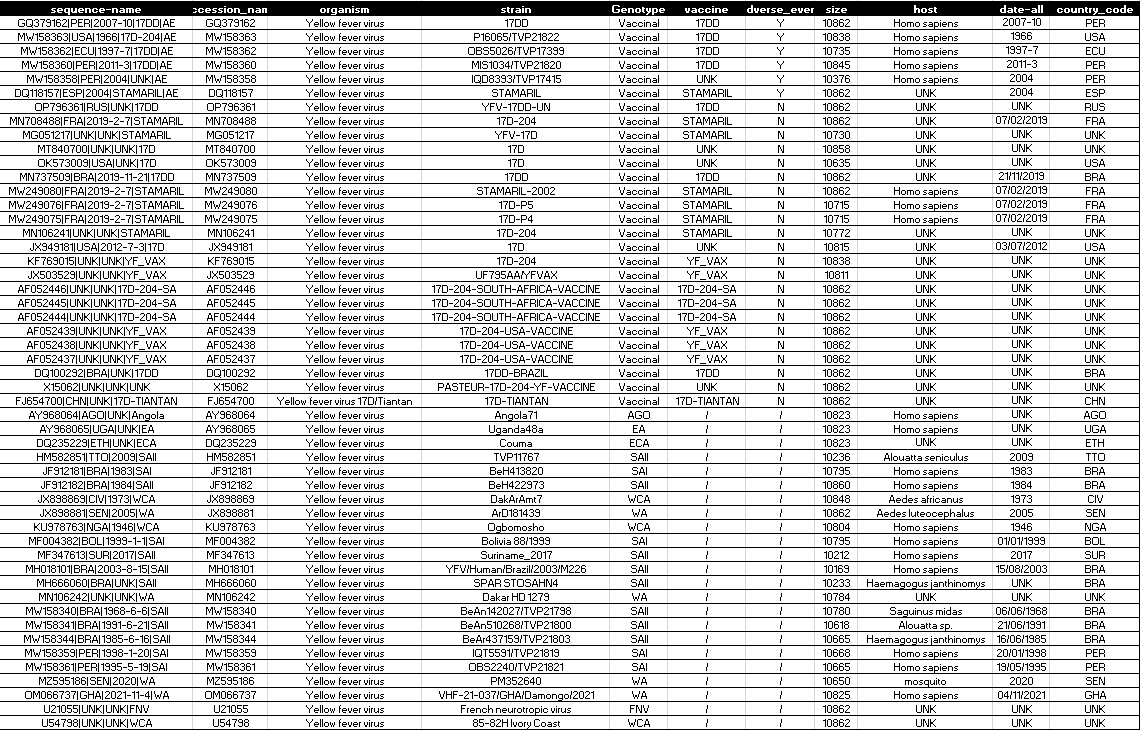 sequence-name ccession_nam organism strain Genotype vaccine dverse_ever size host date-all country_code
GQ379162|PER|2007-10|17DD|AE GQ379162 Yellow fever virus 17DD Vaccinal 17DD Y 10862 Homo sapiens 2007-10 PER
MW158363|USA|1966|17D-204|AE MW158363 Yellow fever virus P16065/TVP21822 Vaccinal 17DD Y 10838 Homo sapiens 1966 USA
MW158362|ECU|1997-7|17DD|AE MW158362 Yellow fever virus OBS5026/TVP17399 Vaccinal 17DD Y 10735 Homo sapiens 1997-7 ECU
MW158360|PER|2011-3|17DD|AE MW158360 Yellow fever virus MIS1034/TVP21820 Vaccinal 17DD Y 10845 Homo sapiens 2011-3 PER
MW158358|PER|2004|UNK|AE MW158358 Yellow fever virus IQD8393/TVP17415 Vaccinal UNK Y 10376 Homo sapiens 2004 PER
DQ118157|ESP|2004|STAMARIL|AE DQ118157 Yellow fever virus STAMARIL Vaccinal STAMARIL Y 10862 UNK 2004 ESP
OP796361|RUS|UNK|17DD OP796361 Yellow fever virus YFV-17DD-UN Vaccinal 17DD N 10862 UNK UNK RUS
MN708488|FRA|2019-2-7|STAMARIL MN708488 Yellow fever virus 17D-204 Vaccinal STAMARIL N 10862 UNK 07/02/2019 FRA
MG051217|UNK|UNK|STAMARIL MG051217 Yellow fever virus YFV-17D Vaccinal STAMARIL N 10730 UNK UNK UNK
MT840700|UNK|UNK|17D MT840700 Yellow fever virus 17D Vaccinal UNK N 10858 UNK UNK UNK
OK573009|USA|UNK|17D OK573009 Yellow fever virus 17D Vaccinal UNK N 10635 UNK UNK USA
MN737509|BRA|2019-11-21|17DD MN737509 Yellow fever virus 17DD Vaccinal 17DD N 10862 UNK 21/11/2019 BRA
MW249080|FRA|2019-2-7|STAMARIL MW249080 Yellow fever virus STAMARIL-2002 Vaccinal STAMARIL N 10862 Homo sapiens 07/02/2019 FRA
MW249076|FRA|2019-2-7|STAMARIL MW249076 Yellow fever virus 17D-P5 Vaccinal STAMARIL N 10715 Homo sapiens 07/02/2019 FRA
MW249075|FRA|2019-2-7|STAMARIL MW249075 Yellow fever virus 17D-P4 Vaccinal STAMARIL N 10715 Homo sapiens 07/02/2019 FRA
MN106241|UNK|UNK|STAMARIL MN106241 Yellow fever virus 17D-204 Vaccinal STAMARIL N 10772 UNK UNK UNK
JX949181|USA|2012-7-3|17D JX949181 Yellow fever virus 17D Vaccinal UNK N 10815 UNK 03/07/2012 USA
KF769015|UNK|UNK|YF_VAX KF769015 Yellow fever virus 17D-204 Vaccinal YF_VAX N 10838 UNK UNK UNK
JX503529|UNK|UNK|YF_VAX JX503529 Yellow fever virus UF795AA/YFVAX Vaccinal YF_VAX N 10811 UNK UNK UNK
AF052446|UNK|UNK|17D-204-SA AF052446 Yellow fever virus 17D-204-SOUTH-AFRICA-VACCINE Vaccinal 17D-204-SA N 10862 UNK UNK UNK
AF052445|UNK|UNK|17D-204-SA AF052445 Yellow fever virus 17D-204-SOUTH-AFRICA-VACCINE Vaccinal 17D-204-SA N 10862 UNK UNK UNK
AF052444|UNK|UNK|17D-204-SA AF052444 Yellow fever virus 17D-204-SOUTH-AFRICA-VACCINE Vaccinal 17D-204-SA N 10862 UNK UNK UNK
AF052439|UNK|UNK|YF_VAX AF052439 Yellow fever virus 17D-204-USA-VACCINE Vaccinal YF_VAX N 10862 UNK UNK UNK
AF052438|UNK|UNK|YF_VAX AF052438 Yellow fever virus 17D-204-USA-VACCINE Vaccinal YF_VAX N 10862 UNK UNK UNK
AF052437|UNK|UNK|YF_VAX AF052437 Yellow fever virus 17D-204-USA-VACCINE Vaccinal YF_VAX N 10862 UNK UNK UNK
DQ100292|BRA|UNK|17DD DQ100292 Yellow fever virus 17DD-BRAZIL Vaccinal 17DD N 10862 UNK UNK BRA
X15062|UNK|UNK|UNK X15062 Yellow fever virus PASTEUR-17D-204-YF-VACCINE Vaccinal UNK N 10862 UNK UNK UNK
FJ654700|CHN|UNK|17D-TIANTAN FJ654700 Yellow fever virus 17D/Tiantan 17D-TIANTAN Vaccinal 17D-TIANTAN N 10862 UNK UNK CHN
AY968064|AGO|UNK|Angola AY968064 Yellow fever virus Angola71 AGO / / 10823 Homo sapiens UNK AGO
AY968065|UGA|UNK|EA AY968065 Yellow fever virus Uganda48a EA / / 10823 Homo sapiens UNK UGA
DQ235229|ETH|UNK|ECA DQ235229 Yellow fever virus Couma ECA / / 10823 UNK UNK ETH
HM582851|TTO|2009|SAII HM582851 Yellow fever virus TVP11767 SAII / / 10236 Alouatta seniculus 2009 TTO
JF912181|BRA|1983|SAI JF912181 Yellow fever virus BeH413820 SAI / / 10795 Homo sapiens 1983 BRA
JF912182|BRA|1984|SAII JF912182 Yellow fever virus BeH422973 SAII / / 10860 Homo sapiens 1984 BRA
JX898869|CIV|1973|WCA JX898869 Yellow fever virus DakArAmt7 WCA / / 10848 Aedes africanus 1973 CIV
JX898881|SEN|2005|WA JX898881 Yellow fever virus ArD181439 WA / / 10862 Aedes luteocephalus 2005 SEN
KU978763|NGA|1946|WCA KU978763 Yellow fever virus Ogbomosho WCA / / 10804 Homo sapiens 1946 NGA
MF004382|BOL|1999-1-1|SAI MF004382 Yellow fever virus Bolivia 88/1999 SAI / / 10795 Homo sapiens 01/01/1999 BOL
MF347613|SUR|2017|SAII MF347613 Yellow fever virus Suriname_2017 SAII / / 10212 Homo sapiens 2017 SUR
MH018101|BRA|2003-8-15|SAII MH018101 Yellow fever virus YFV/Human/Brazil/2003/M226 SAII / / 10169 Homo sapiens 15/08/2003 BRA
MH666060|BRA|UNK|SAII MH666060 Yellow fever virus SPAR STOSAHN4 SAII / / 10233 Haemagogus janthinomys UNK BRA
MN106242|UNK|UNK|WA MN106242 Yellow fever virus Dakar HD 1279 WA / / 10784 UNK UNK UNK
MW158340|BRA|1968-6-6|SAII MW158340 Yellow fever virus BeAn142027/TVP21798 SAII / / 10780 Saguinus midas 06/06/1968 BRA
MW158341|BRA|1991-6-21|SAII MW158341 Yellow fever virus BeAn510268/TVP21800 SAII / / 10618 Alouatta sp. 21/06/1991 BRA
MW158344|BRA|1985-6-16|SAII MW158344 Yellow fever virus BeAr437159/TVP21803 SAII / / 10665 Haemagogus janthinomys 16/06/1985 BRA
MW158359|PER|1998-1-20|SAI MW158359 Yellow fever virus IQT5591/TVP21819 SAI / / 10668 Homo sapiens 20/01/1998 PER
MW158361|PER|1995-5-19|SAI MW158361 Yellow fever virus OBS2240/TVP21821 SAI / / 10665 Homo sapiens 19/05/1995 PER
MZ595186|SEN|2020|WA MZ595186 Yellow fever virus PM352640 WA / / 10650 mosquito 2020 SEN
OM066737|GHA|2021-11-4|WA OM066737 Yellow fever virus VHF-21-037/GHA/Damongo/2021 WA / / 10825 Homo sapiens 04/11/2021 GHA
U21055|UNK|UNK|FNV U21055 Yellow fever virus French neurotropic virus FNV / / 10862 UNK UNK UNK
U54798|UNK|UNK|WCA U54798 Yellow fever virus 85-82H Ivory Coast WCA / / 10862 UNK UNK UNK